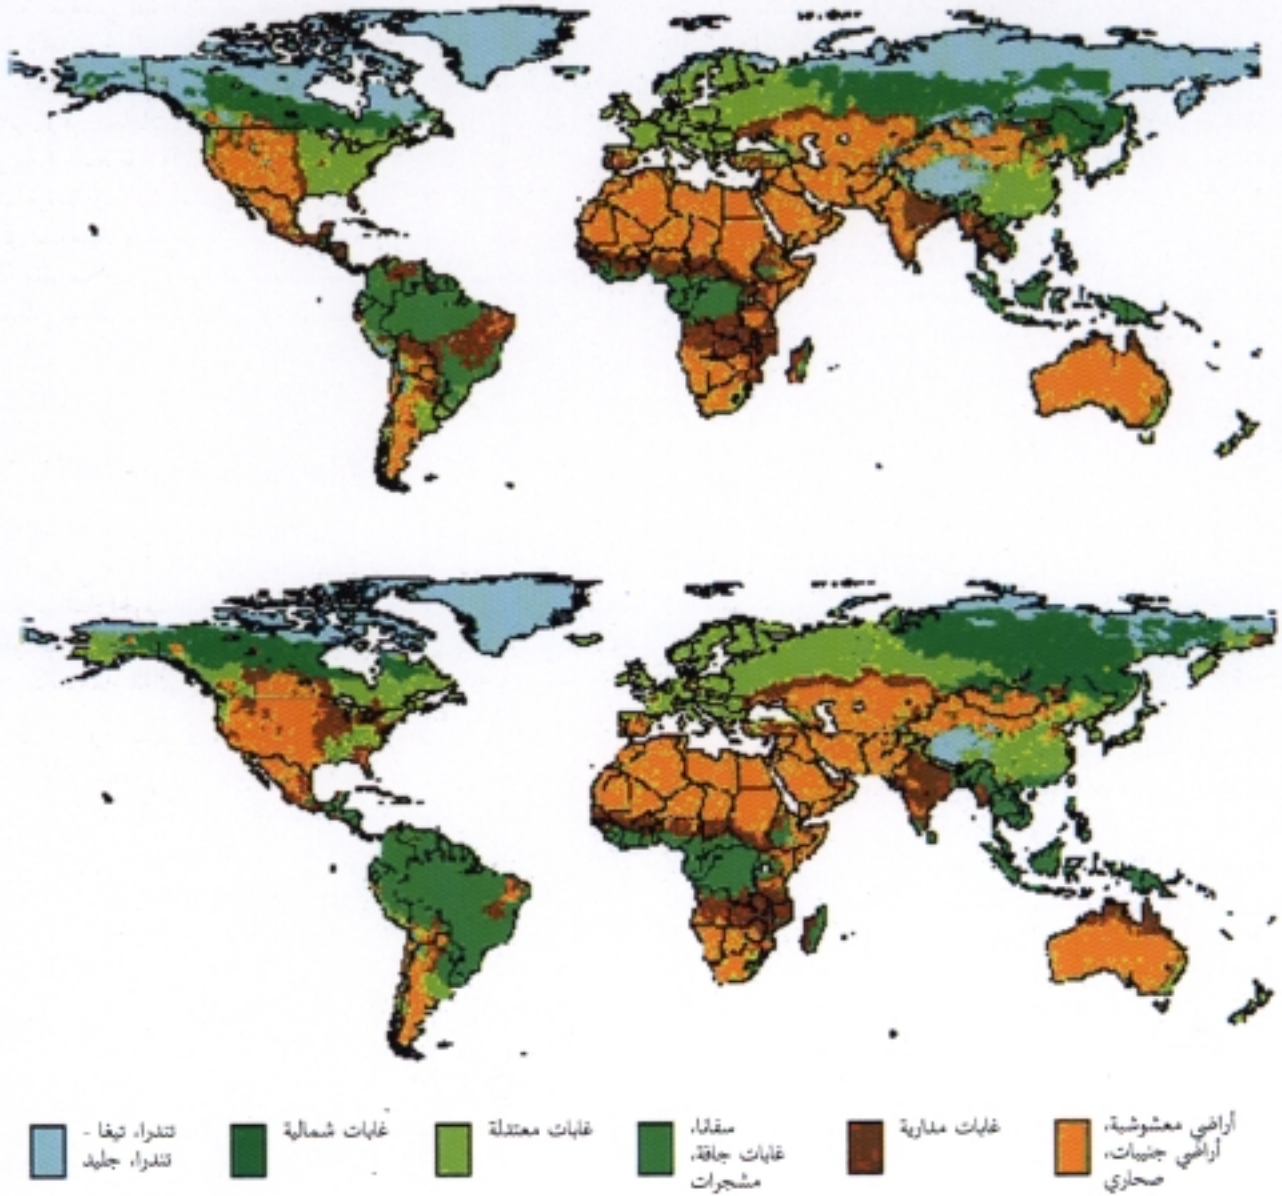 أراضي معشوشبة،
أراضي جنيبات،
صحاري
غابات مدارية
سفانا،
غابات جافة،
مشجرات
غابات معتدلة
غابات شمالية
تندرا، تيغا -
تندرا، جليد